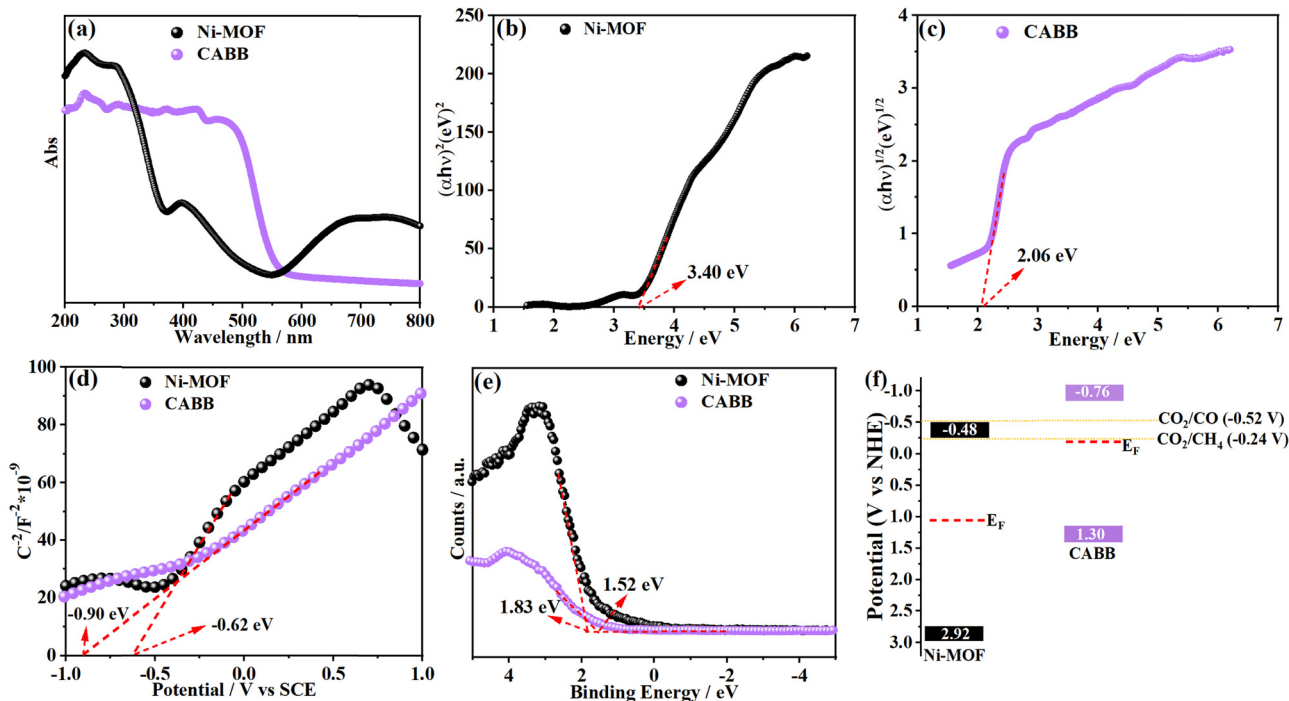 (a)
Ni-MOF
CABB
Abs
200 300 400 500 600 700 800
Wavelength / nm
(b)
Ni-MOF
(αhν)²(eV)²
250
200
150
100
50
0
3.40 eV
1 2 3 4 5 6 7
Energy / eV
(c)
CABB
(αhν)¹/²(eV)¹/²
4
3
2
1
0
2.06 eV
1 2 3 4 5 6 7
Energy / eV
(d)
Ni-MOF
CABB
C⁻²/F⁻²*10⁻⁹
100
80
60
40
20
0
-0.90 eV
-0.62 eV
-1.0 -0.5 0.0 0.5 1.0
Potential / V vs SCE
(e)
Ni-MOF
CABB
Counts / a.u.
1.83 eV
1.52 eV
4 2 0 -2 -4
Binding Energy / eV
(f)
Potential (V vs NHE)
-1.0
-0.5
0.0
0.5
1.0
1.5
2.0
2.5
3.0
-0.76
-0.48
CO₂/CO (-0.52 V)
CO₂/CH₄ (-0.24 V)
E_F
E_F
1.30
CABB
2.92
Ni-MOF